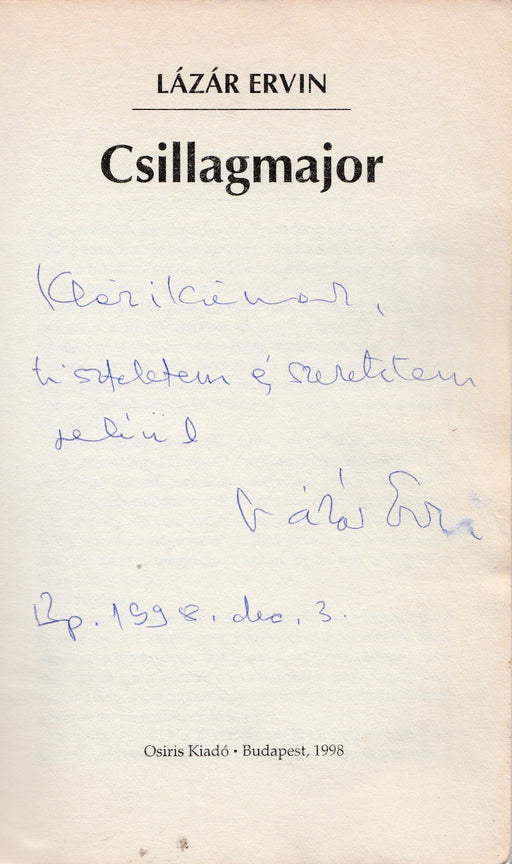 LÁZÁR ERVIN
Csillagmajor
Klárikának,
tiszteletem és szeretetem
jeléül
Lázár Ervin
Bp. 1998. dec. 3.
Osiris Kiadó • Budapest, 1998